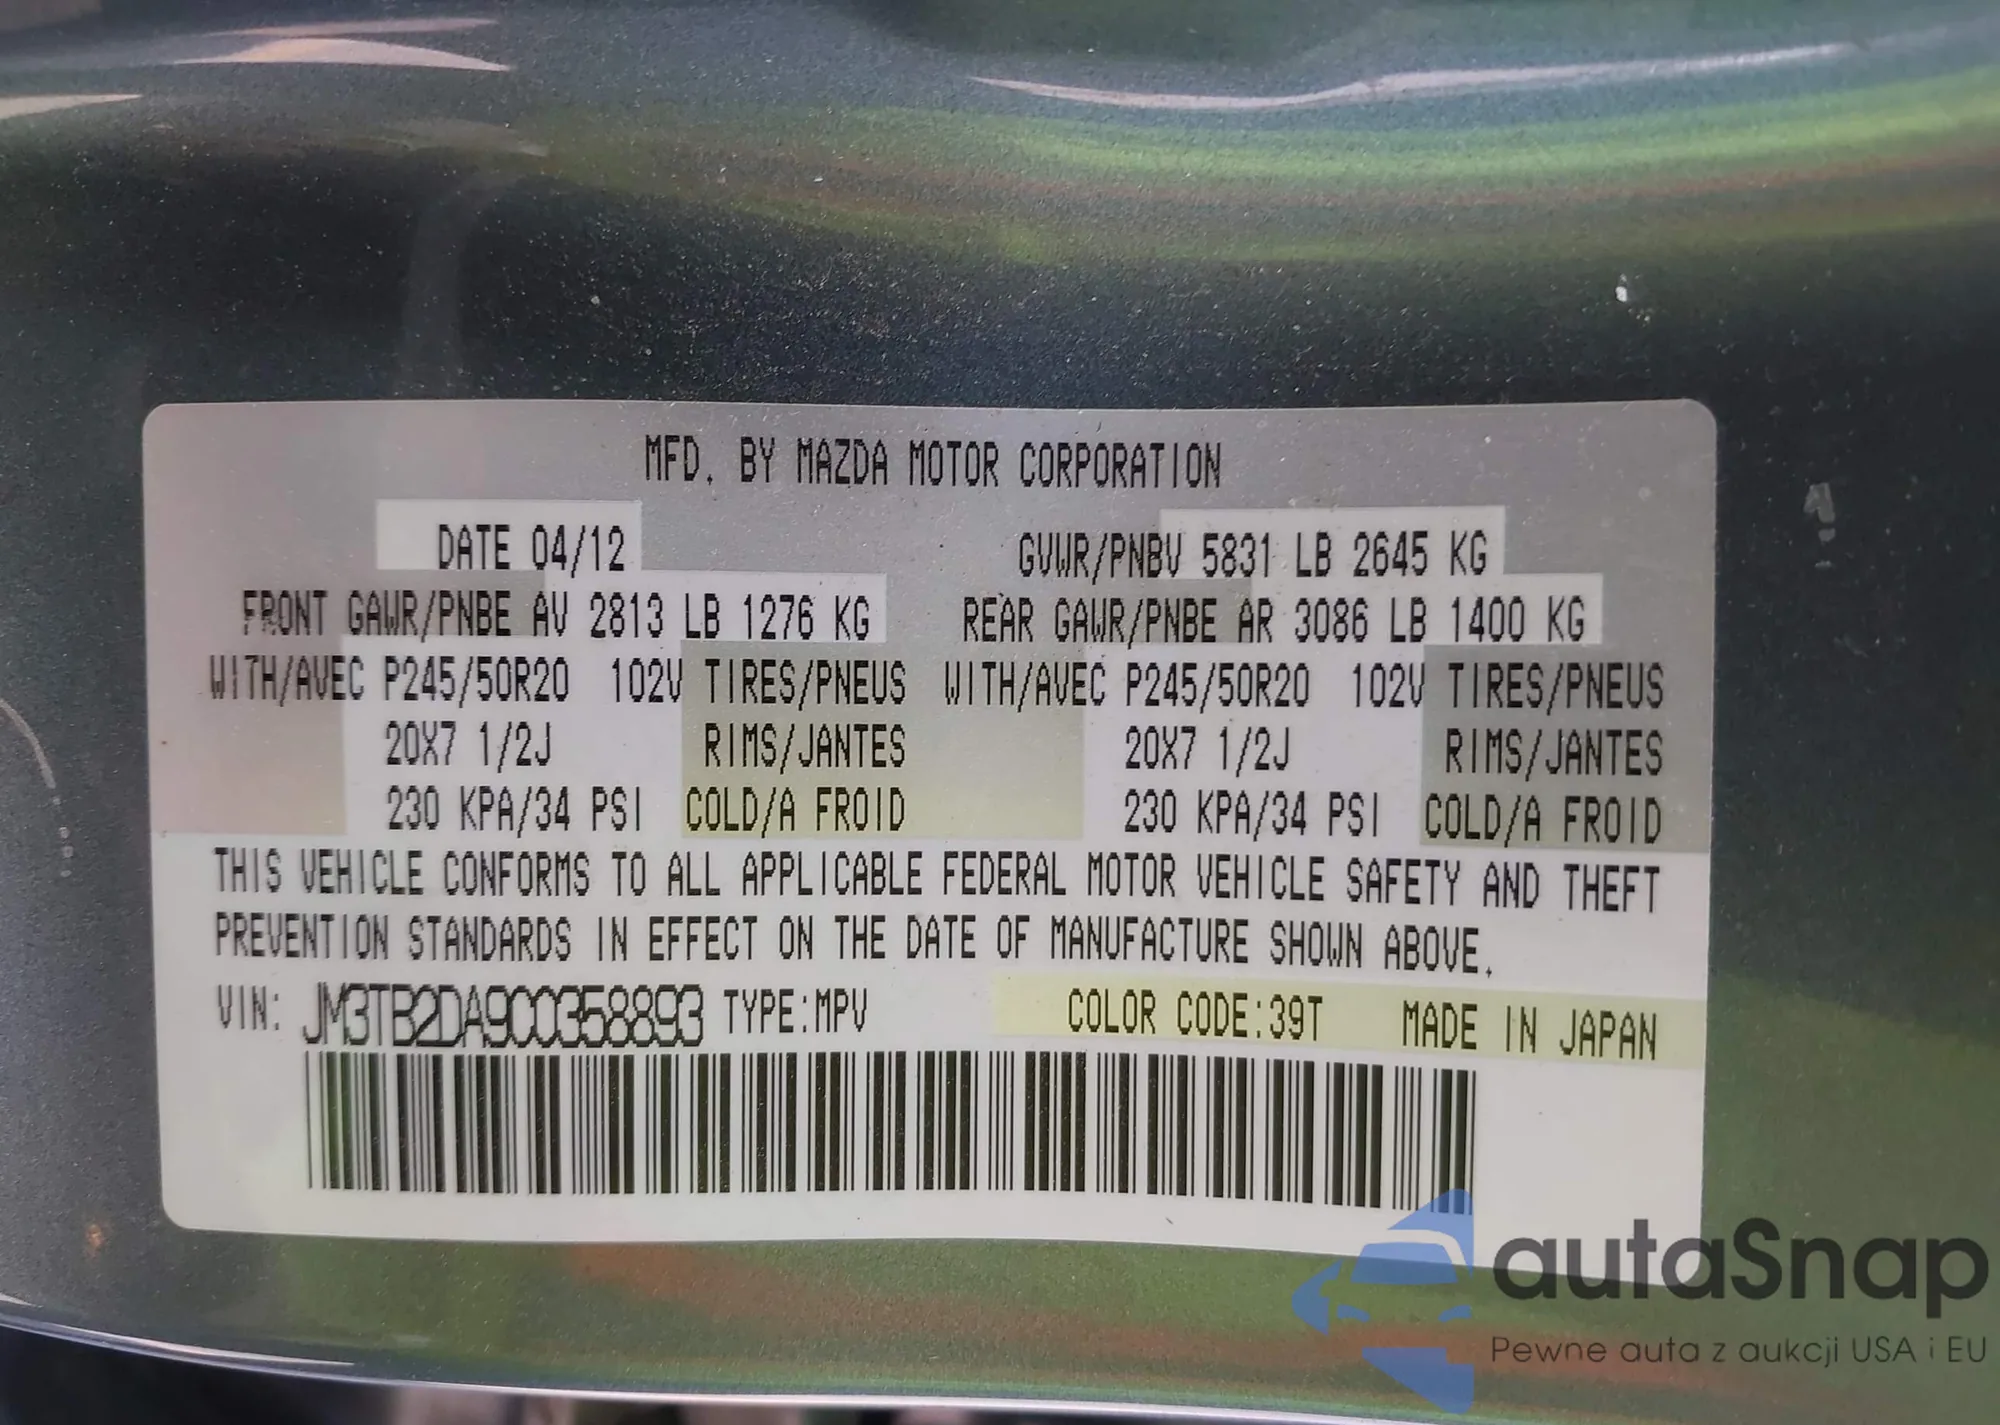 MFD. BY MAZDA MOTOR CORPORATION
DATE 04/12 GVWR/PNBV 5831 LB 2645 KG
FRONT GAWR/PNBE AV 2813 LB 1276 KG REAR GAWR/PNBE AR 3086 LB 1400 KG
WITH/AVEC P245/50R20 102V TIRES/PNEUS WITH/AVEC P245/50R20 102V TIRES/PNEUS
20X7 1/2J RIMS/JANTES 20X7 1/2J RIMS/JANTES
230 KPA/34 PSI COLD/A FROID 230 KPA/34 PSI COLD/A FROID
THIS VEHICLE CONFORMS TO ALL APPLICABLE FEDERAL MOTOR VEHICLE SAFETY AND THEFT
PREVENTION STANDARDS IN EFFECT ON THE DATE OF MANUFACTURE SHOWN ABOVE.
VIN: JM3TB2DA9C0358893 TYPE:MPV COLOR CODE:39T MADE IN JAPAN
autaSnap
Pewne auta z aukcji USA i EU